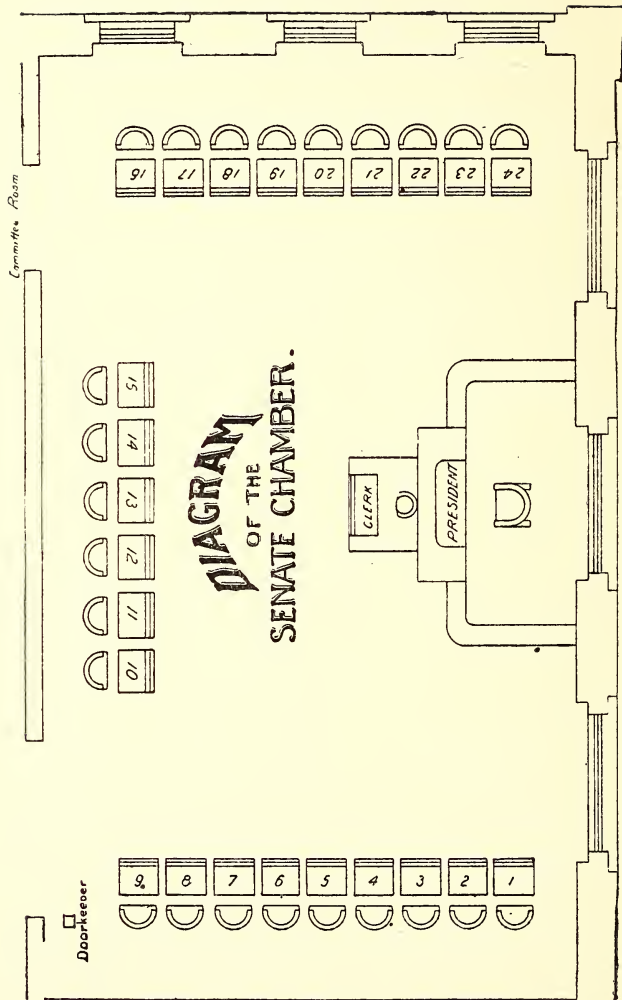 Committee Room
16 17 18 19 20 21 22 23 24
15
14
13
12
11
10
DIAGRAM
OF THE
SENATE CHAMBER.
CLERK
PRESIDENT
Doorkeeper
9. 8 7 6 5 4 3 2 1